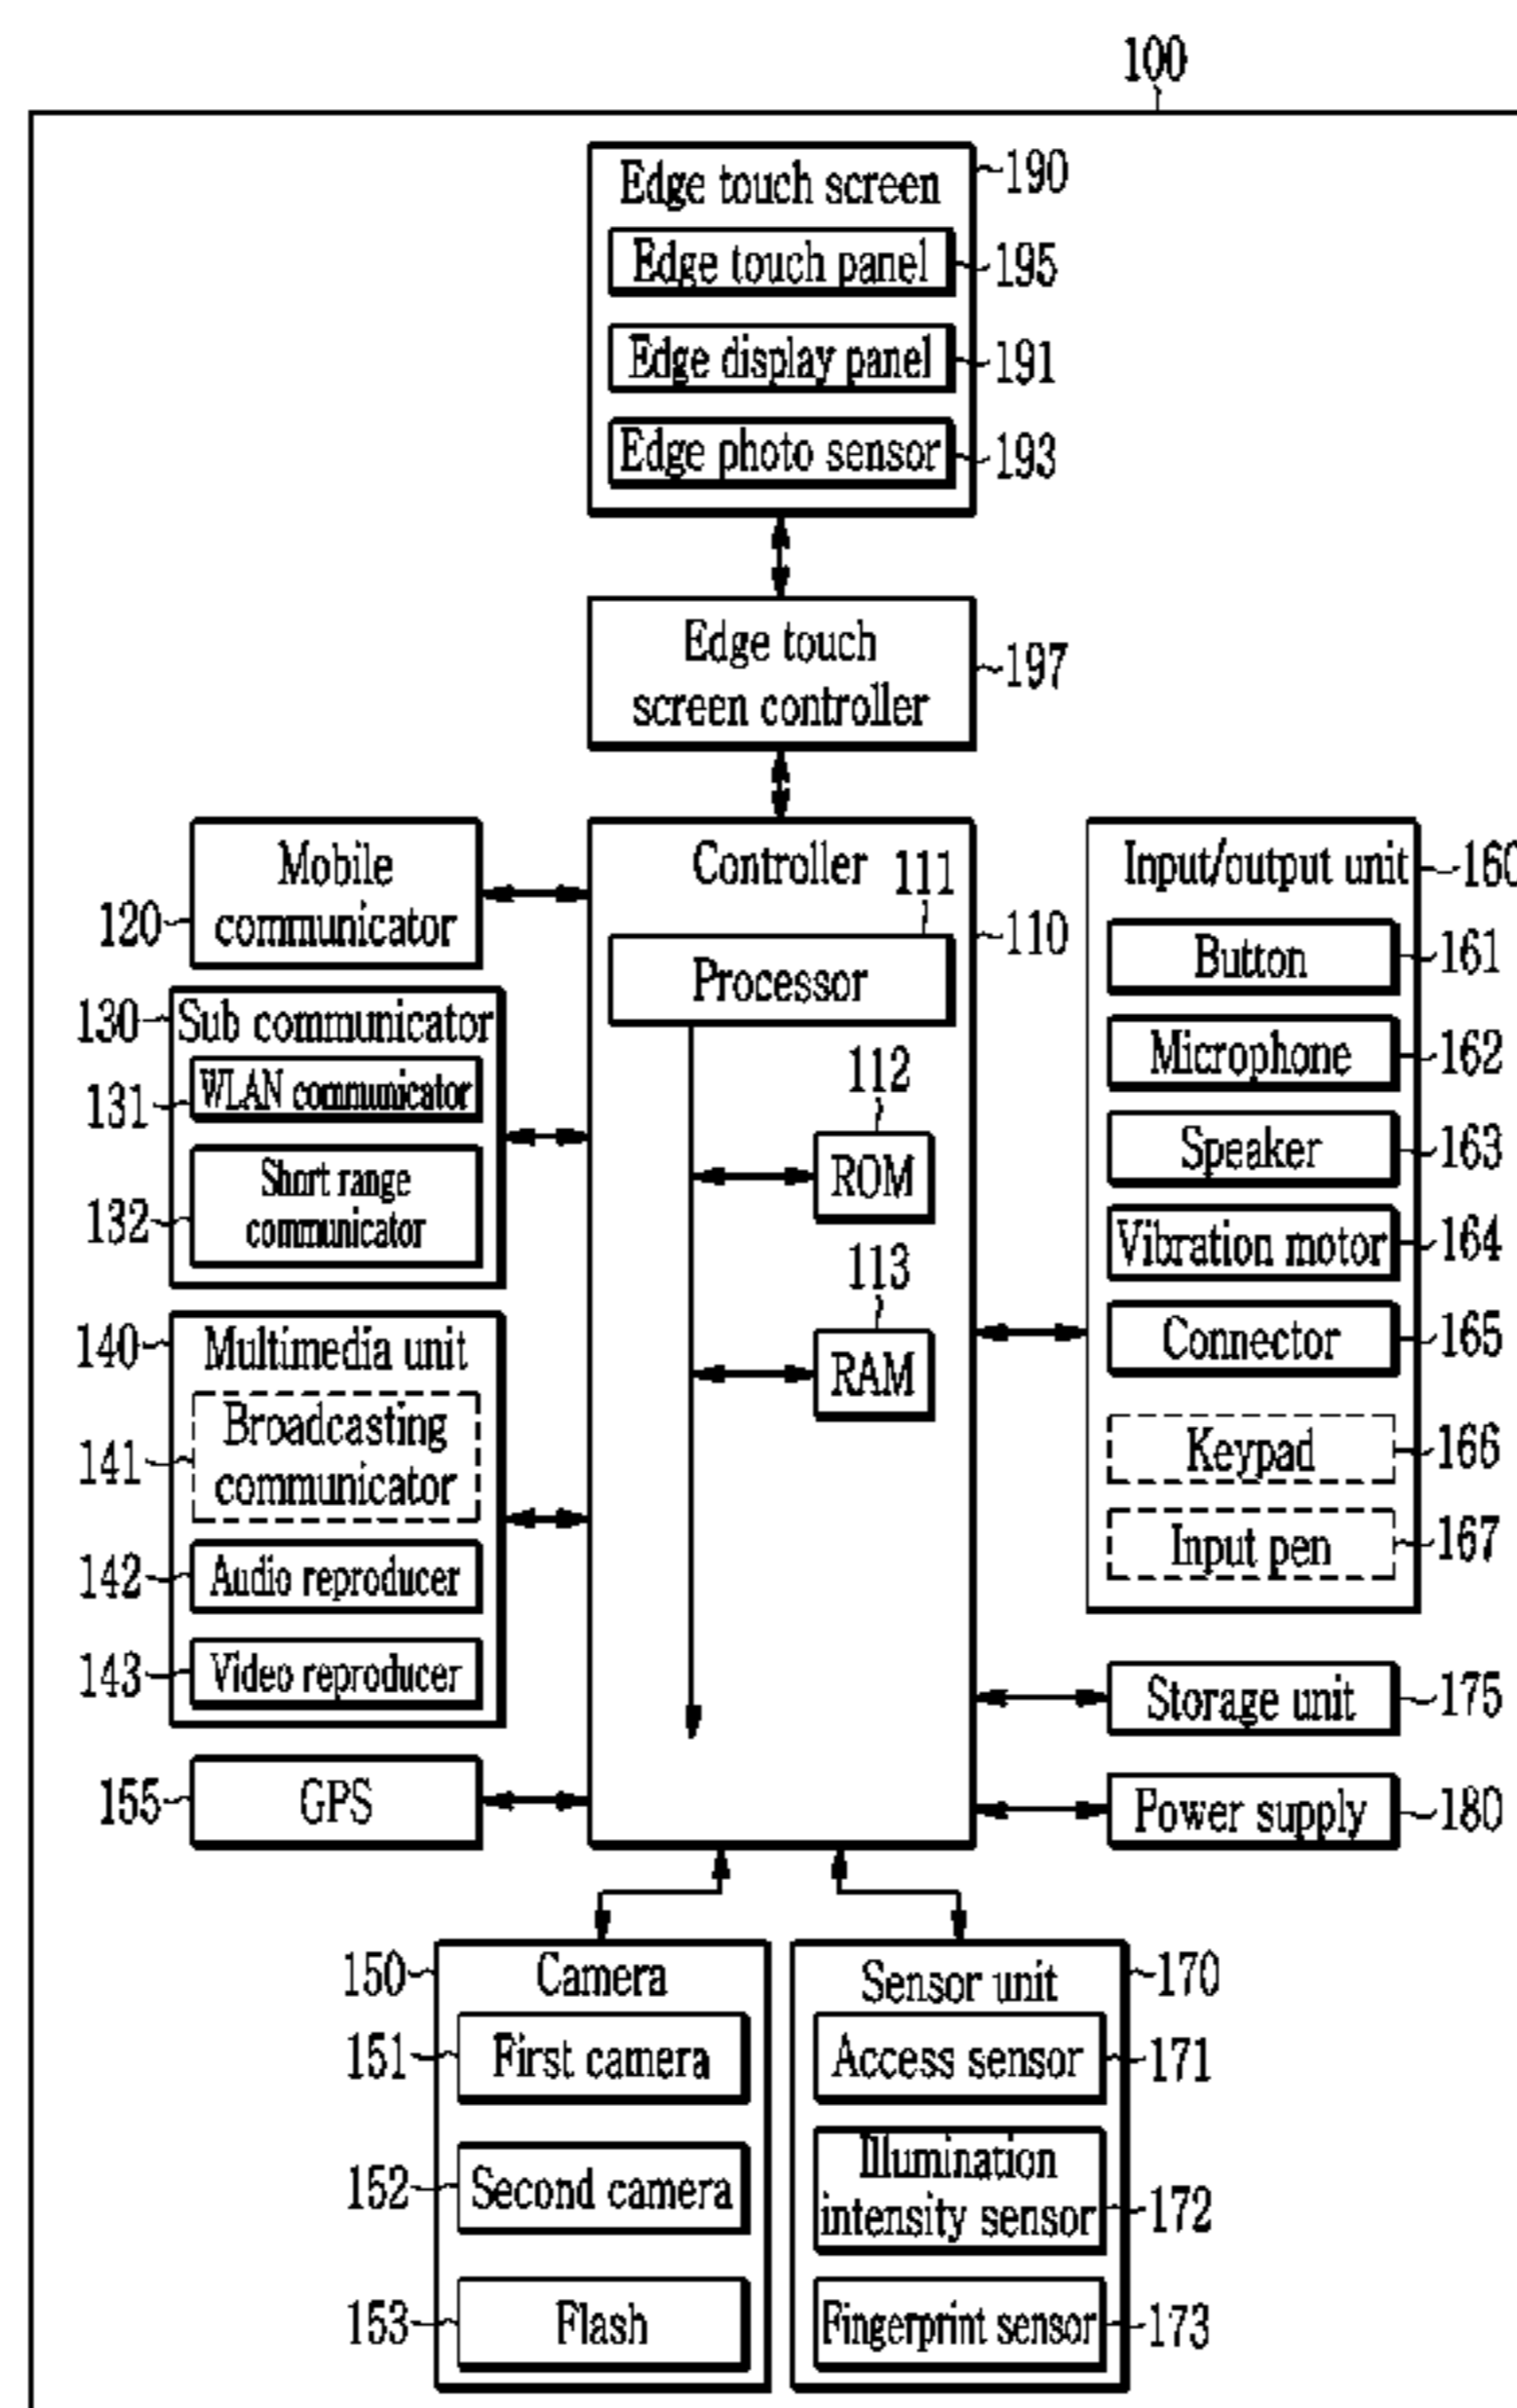 100
Edge touch screen
190
Edge touch panel
195
Edge display panel
191
Edge photo sensor
193
Edge touch
screen controller
197
Mobile
communicator
120
130
Sub communicator
WLAN communicator
131
Short range
communicator
132
140
Multimedia unit
Broadcasting
communicator
141
142
Audio reproducer
143
Video reproducer
155
GPS
Controller
111
110
Processor
112
ROM
113
RAM
Input/output unit
160
Button
161
Microphone
162
Speaker
163
Vibration motor
164
Connector
165
Keypad
166
Input pen
167
Storage unit
175
Power supply
180
150
Camera
151
First camera
152
Second camera
153
Flash
Sensor unit
170
Access sensor
171
Illumination
intensity sensor
172
Fingerprint sensor
173